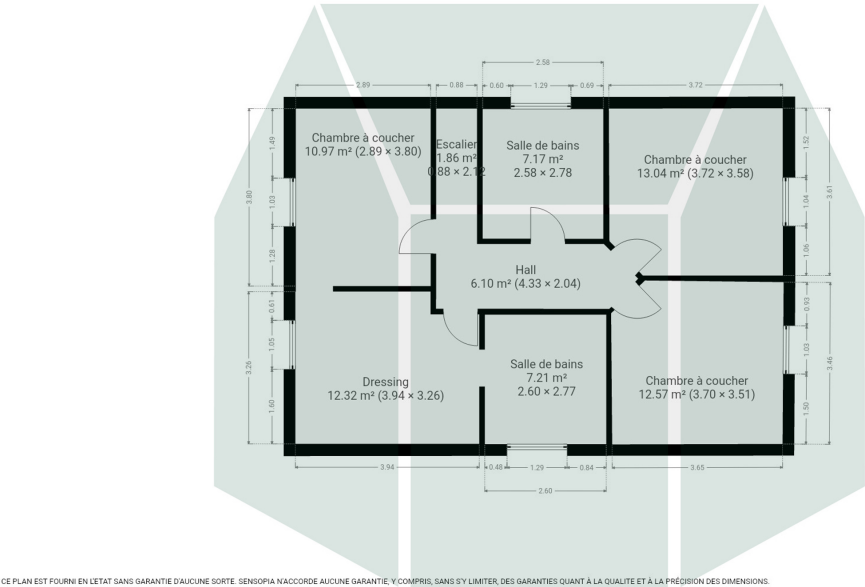 2.58
2.89
0.88
0.60
1.29
0.69
3.72
Chambre à coucher
10.97 m² (2.89 × 3.80)
Escalier
1.86 m²
0.88 × 2.12
Salle de bains
7.17 m²
2.58 × 2.78
Chambre à coucher
13.04 m² (3.72 × 3.58)
1.49
1.03
1.28
3.80
1.52
1.04
1.06
3.61
Hall
6.10 m² (4.33 × 2.04)
0.61
1.05
1.60
3.26
0.93
1.03
1.50
3.46
Dressing
12.32 m² (3.94 × 3.26)
Salle de bains
7.21 m²
2.60 × 2.77
Chambre à coucher
12.57 m² (3.70 × 3.51)
3.94
0.48
1.29
0.84
3.65
2.60
CE PLAN EST FOURNI EN L'ETAT SANS GARANTIE D'AUCUNE SORTE. SENSOPIA N'ACCORDE AUCUNE GARANTIE, Y COMPRIS, SANS S'Y LIMITER, DES GARANTIES QUANT À LA QUALITE ET À LA PRÉCISION DES DIMENSIONS.